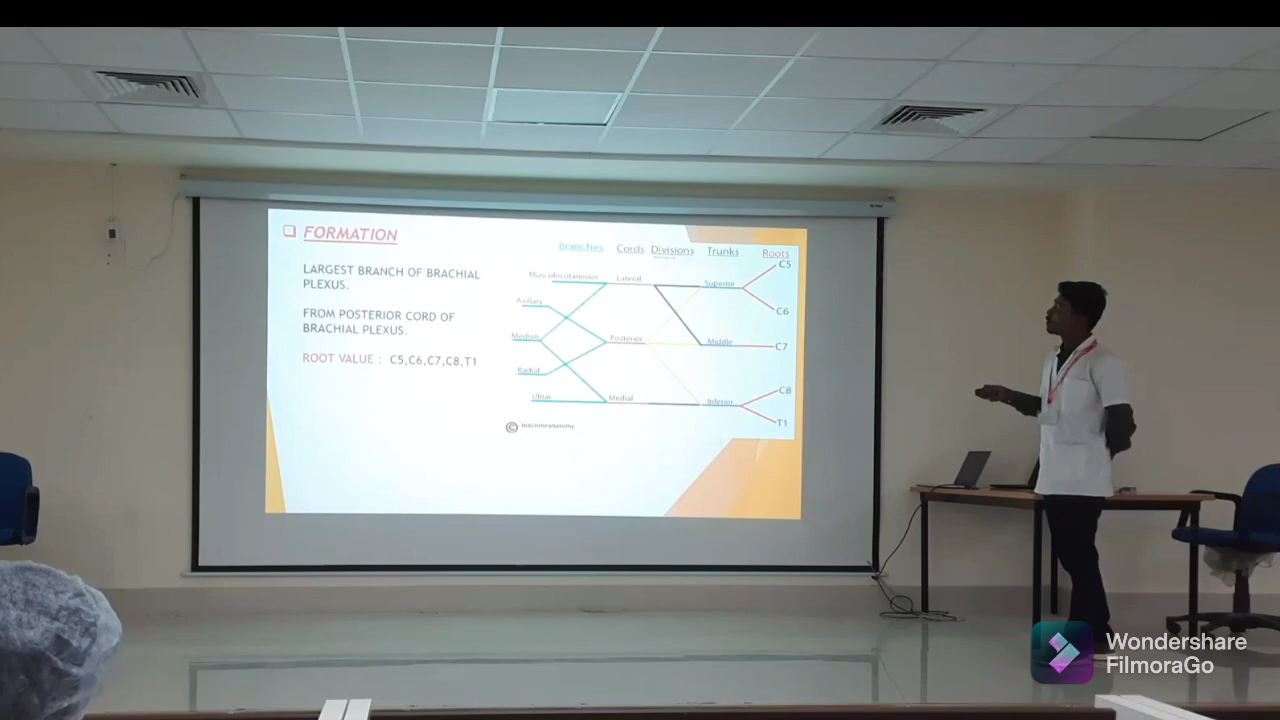 ❑ FORMATION
LARGEST BRANCH OF BRACHIAL
PLEXUS.
FROM POSTERIOR CORD OF
BRACHIAL PLEXUS.
ROOT VALUE : C5,C6,C7,C8,T1
Branches Cords Divisions Trunks Roots
C5
Musculocutaneous Lateral Superior
Axillary
C6
Median Posterior Middle C7
Radial
C8
Ulnar Medial Inferior
T1
©
Wondershare
FilmoraGo